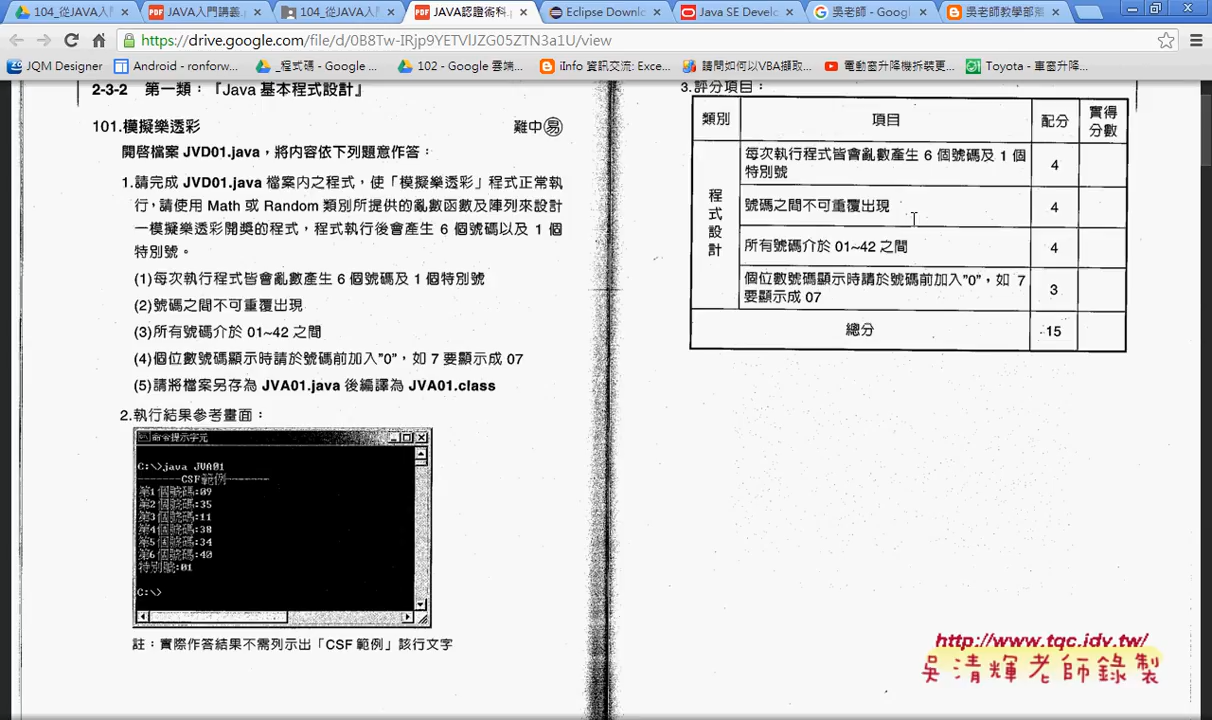 104_從JAVA入
JAVA入門講義.
104_從JAVA入
JAVA認證術科.
Eclipse Downlo
Java SE Develo
吳老師 - Goog
吳老師教學部落
https://drive.google.com/file/d/0B8Tw-IRjp9YETVlJZG05ZTN3a1U/view
JQM Designer
Android - ronforw...
_程式碼 - Google ...
102 - Google 雲端...
iInfo 資訊交流: Exce...
請問如何以VBA擷取...
電動窗升降機拆裝更...
Toyota - 車窗升降...
2-3-2 第一類：『Java 基本程式設計』
101.模擬樂透彩 難中易
開啓檔案 JVD01.java，將內容依下列題意作答：
1.請完成 JVD01.java 檔案內之程式，使「模擬樂透彩」程式正常執
行，請使用 Math 或 Random 類別所提供的亂數函數及陣列來設計
一模擬樂透彩開獎的程式，程式執行後會產生 6 個號碼以及 1 個
特別號。
(1)每次執行程式皆會亂數產生 6 個號碼及 1 個特別號
(2)號碼之間不可重覆出現
(3)所有號碼介於 01~42 之間
(4)個位數號碼顯示時請於號碼前加入"0"，如 7 要顯示成 07
(5)請將檔案另存為 JVA01.java 後編譯為 JVA01.class
2.執行結果參考畫面：
命令提示字元
C:\>java JVA01
-------CSF範例-------
第1 個號碼:09
第2 個號碼:35
第3 個號碼:11
第4 個號碼:38
第5 個號碼:34
第6 個號碼:40
特別號:01
C:\>
註：實際作答結果不需列示出「CSF 範例」該行文字
3.評分項目：
類別 項目 配分 實得
分數
程式設計
每次執行程式皆會亂數產生 6 個號碼及 1 個
特別號 4
號碼之間不可重覆出現 4
所有號碼介於 01~42 之間 4
個位數號碼顯示時請於號碼前加入"0"，如 7
要顯示成 07 3
總分 15
http://www.tqc.idv.tw/
吳清輝老師錄製